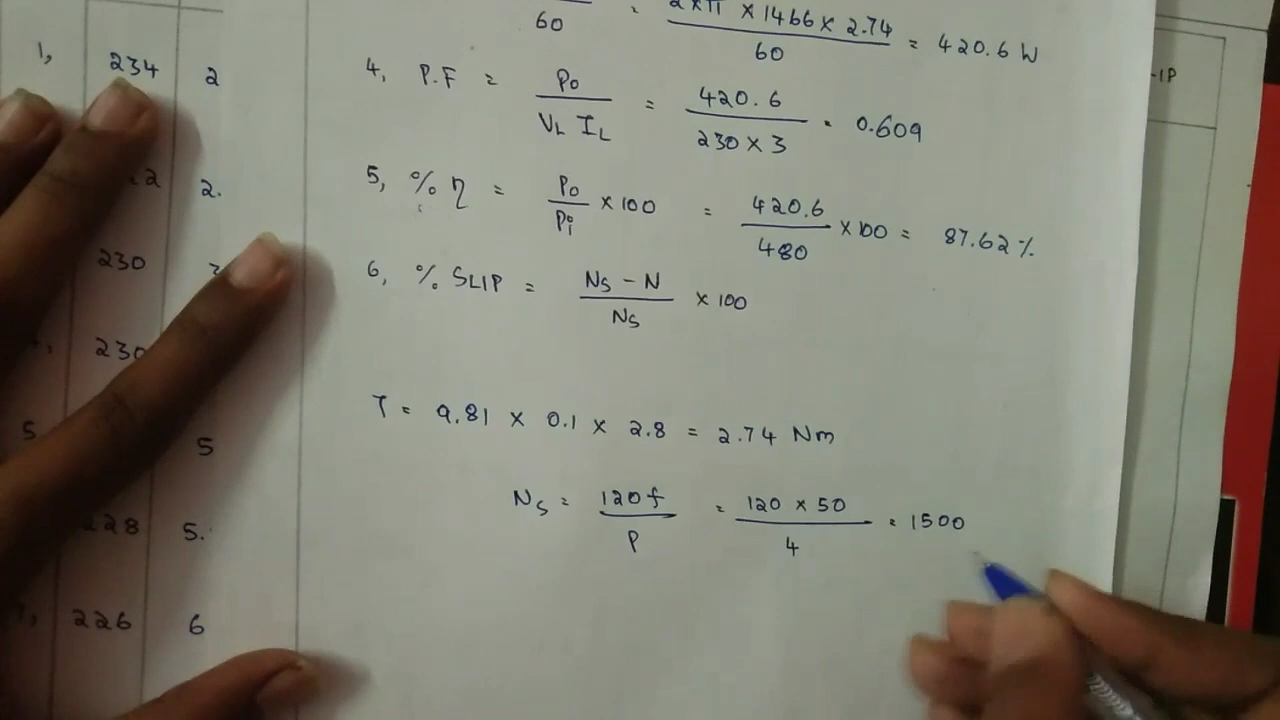 60
2×π × 1466 × 2.74 / 60 = 420.6 W
1, 234 2
4, P.F = Po / VL IL = 420.6 / 230 × 3 = 0.609
2.
5, % η = Po / Pi × 100 = 420.6 / 480 × 100 = 87.62 %
230
6, % SLIP = Ns - N / Ns × 100
230
T = 9.81 × 0.1 × 2.8 = 2.74 Nm
5 5
Ns = 120f / P = 120 × 50 / 4 = 1500
228 5.
7, 226 6
-IP